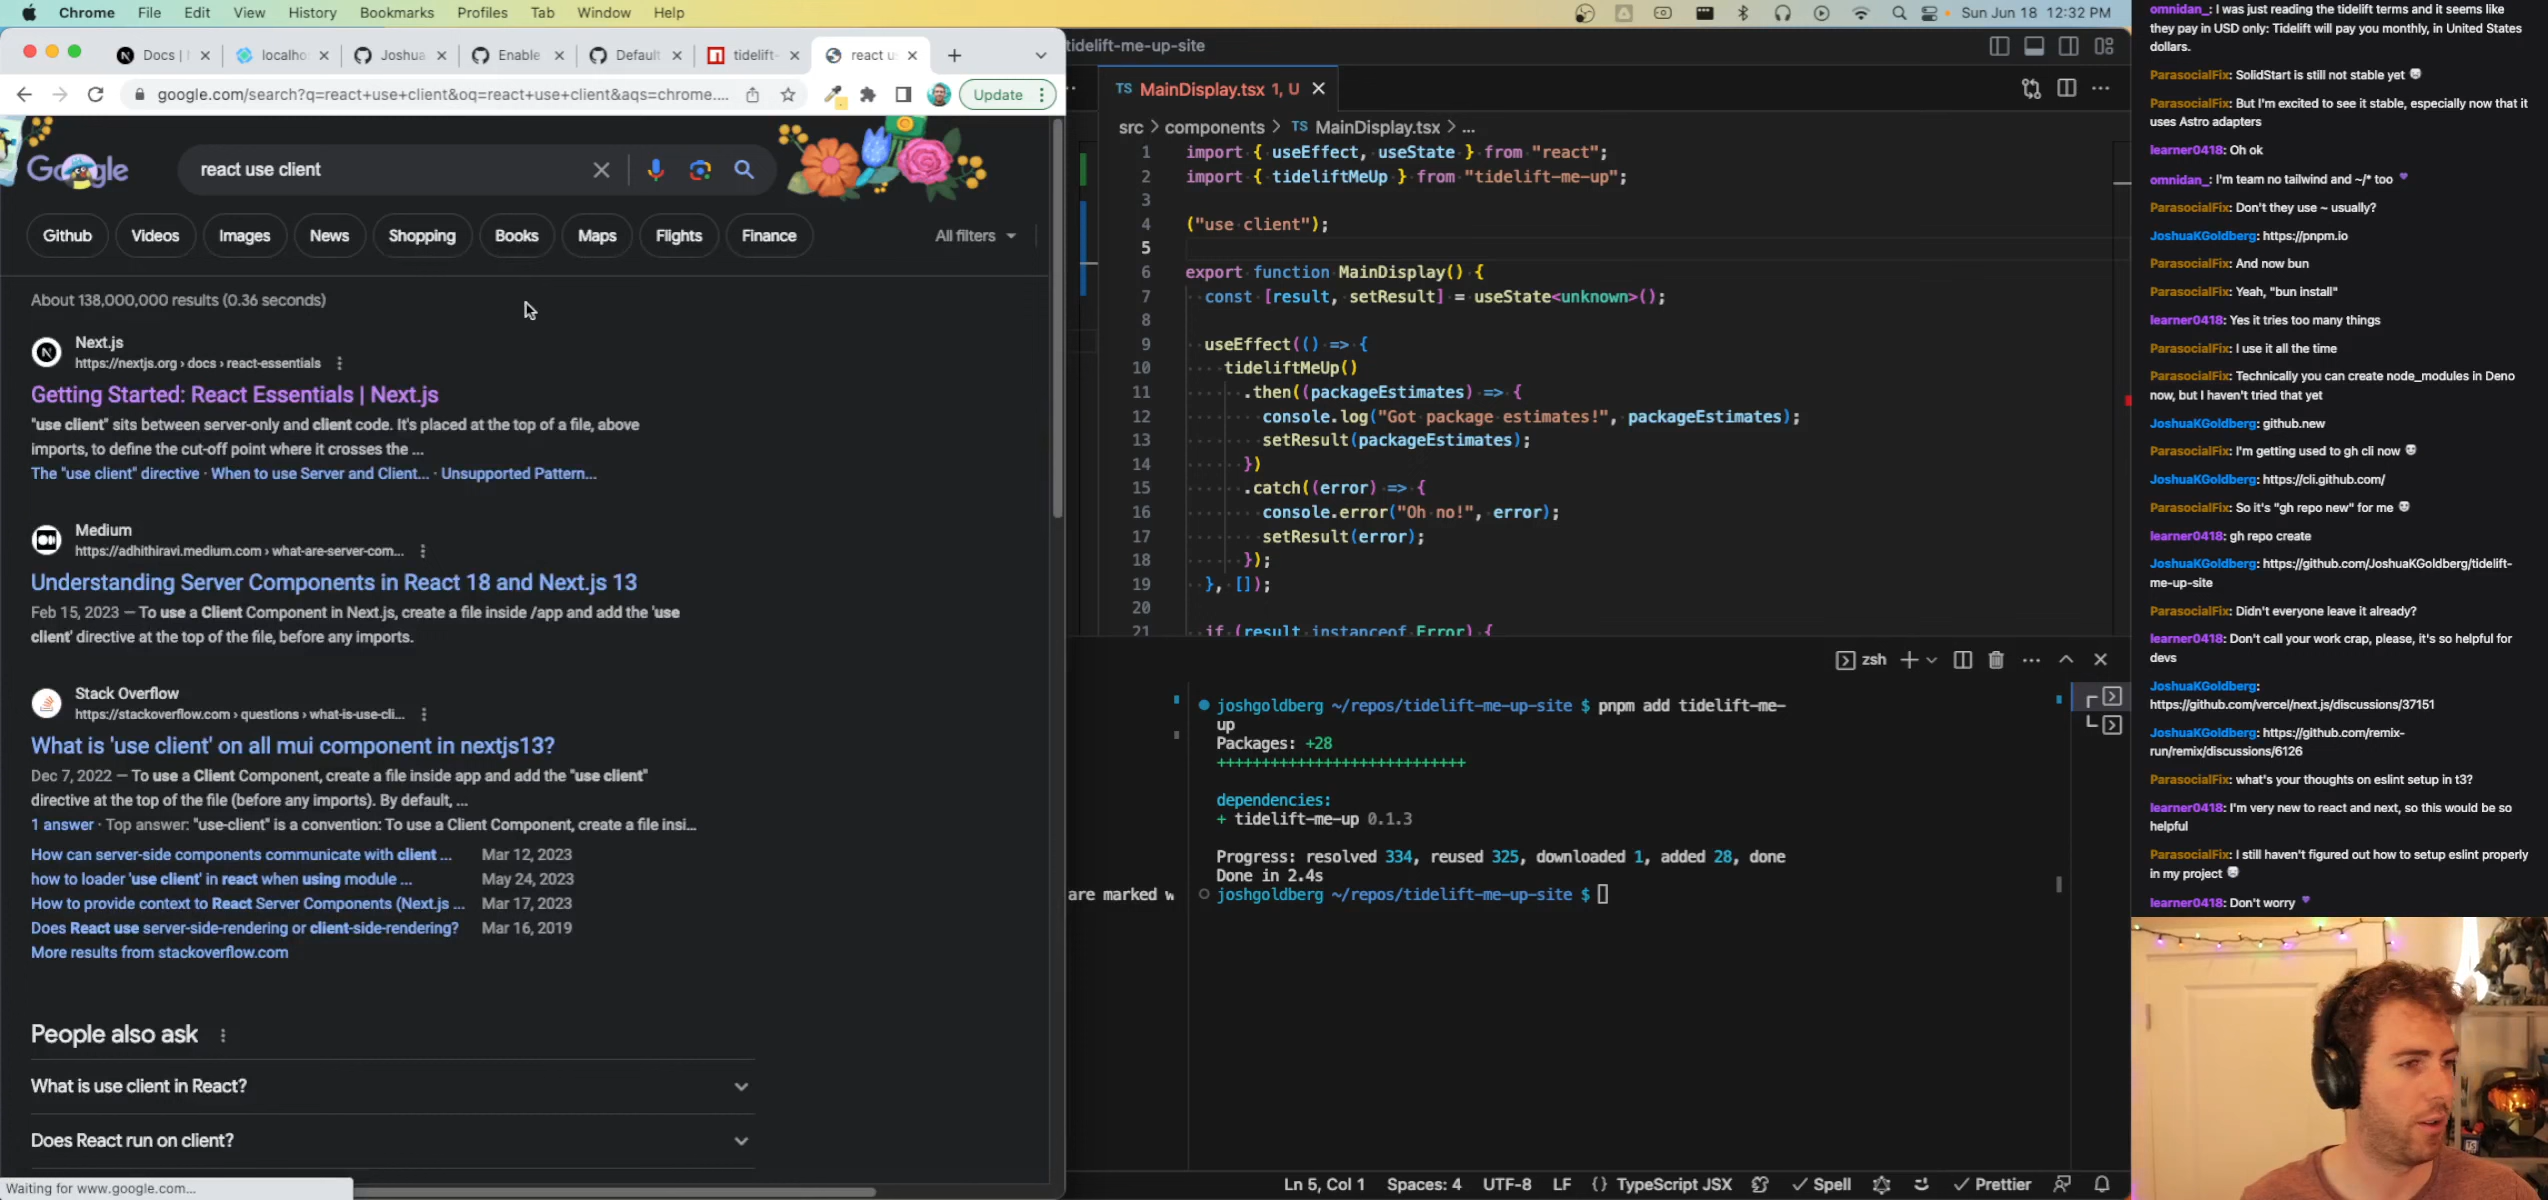 Chrome File Edit View History Bookmarks Profiles Tab Window Help
Sun Jun 18 12:32 PM
Docs |
localho
Joshua
Enable
Default
tidelift-
react us
google.com/search?q=react+use+client&oq=react+use+client&aqs=chrome....
Update
Google
react use client
Github Videos Images News Shopping Books Maps Flights Finance
All filters
About 138,000,000 results (0.36 seconds)
Next.js
https://nextjs.org › docs › react-essentials
Getting Started: React Essentials | Next.js
"use client" sits between server-only and client code. It's placed at the top of a file, above
imports, to define the cut-off point where it crosses the ...
The "use client" directive · When to use Server and Client... · Unsupported Pattern...
Medium
https://adhithiravi.medium.com › what-are-server-com...
Understanding Server Components in React 18 and Next.js 13
Feb 15, 2023 — To use a Client Component in Next.js, create a file inside /app and add the 'use
client' directive at the top of the file, before any imports.
Stack Overflow
https://stackoverflow.com › questions › what-is-use-cli...
What is 'use client' on all mui component in nextjs13?
Dec 7, 2022 — To use a Client Component, create a file inside app and add the "use client"
directive at the top of the file (before any imports). By default, ...
1 answer · Top answer: "use-client" is a convention: To use a Client Component, create a file insi...
How can server-side components communicate with client ... Mar 12, 2023
how to loader 'use client' in react when using module ... May 24, 2023
How to provide context to React Server Components (Next.js ... Mar 17, 2023
Does React use server-side-rendering or client-side-rendering? Mar 16, 2019
More results from stackoverflow.com
People also ask
What is use client in React?
Does React run on client?
Waiting for www.google.com...
tidelift-me-up-site
TS MainDisplay.tsx 1, U
src > components > TS MainDisplay.tsx > ...
1 import { useEffect, useState } from "react";
2 import { tideliftMeUp } from "tidelift-me-up";
3
4 ("use client");
5
6 export function MainDisplay() {
7 const [result, setResult] = useState<unknown>();
8
9 useEffect(() => {
10 tideliftMeUp()
11 .then((packageEstimates) => {
12 console.log("Got package estimates!", packageEstimates);
13 setResult(packageEstimates);
14 })
15 .catch((error) => {
16 console.error("Oh no!", error);
17 setResult(error);
18 });
19 }, []);
20
21 if (result instanceof Error) {
zsh
joshgoldberg ~/repos/tidelift-me-up-site $ pnpm add tidelift-me-
up
Packages: +28
++++++++++++++++++++++++++++
dependencies:
+ tidelift-me-up 0.1.3
Progress: resolved 334, reused 325, downloaded 1, added 28, done
Done in 2.4s
are marked w
joshgoldberg ~/repos/tidelift-me-up-site $
Ln 5, Col 1 Spaces: 4 UTF-8 LF {} TypeScript JSX Spell Prettier
omnidan_: I was just reading the tidelift terms and it seems like
they pay in USD only: Tidelift will pay you monthly, in United States
dollars.
ParasocialFix: SolidStart is still not stable yet
ParasocialFix: But I'm excited to see it stable, especially now that it
uses Astro adapters
learner0418: Oh ok
omnidan_: I'm team no tailwind and ~/* too
ParasocialFix: Don't they use ~ usually?
JoshuaKGoldberg: https://pnpm.io
ParasocialFix: And now bun
ParasocialFix: Yeah, "bun install"
learner0418: Yes it tries too many things
ParasocialFix: I use it all the time
ParasocialFix: Technically you can create node_modules in Deno
now, but I haven't tried that yet
JoshuaKGoldberg: github.new
ParasocialFix: I'm getting used to gh cli now
JoshuaKGoldberg: https://cli.github.com/
ParasocialFix: So it's "gh repo new" for me
learner0418: gh repo create
JoshuaKGoldberg: https://github.com/JoshuaKGoldberg/tidelift-
me-up-site
ParasocialFix: Didn't everyone leave it already?
learner0418: Don't call your work crap, please, it's so helpful for
devs
JoshuaKGoldberg:
https://github.com/vercel/next.js/discussions/37151
JoshuaKGoldberg: https://github.com/remix-
run/remix/discussions/6126
ParasocialFix: what's your thoughts on eslint setup in t3?
learner0418: I'm very new to react and next, so this would be so
helpful
ParasocialFix: I still haven't figured out how to setup eslint properly
in my project
learner0418: Don't worry